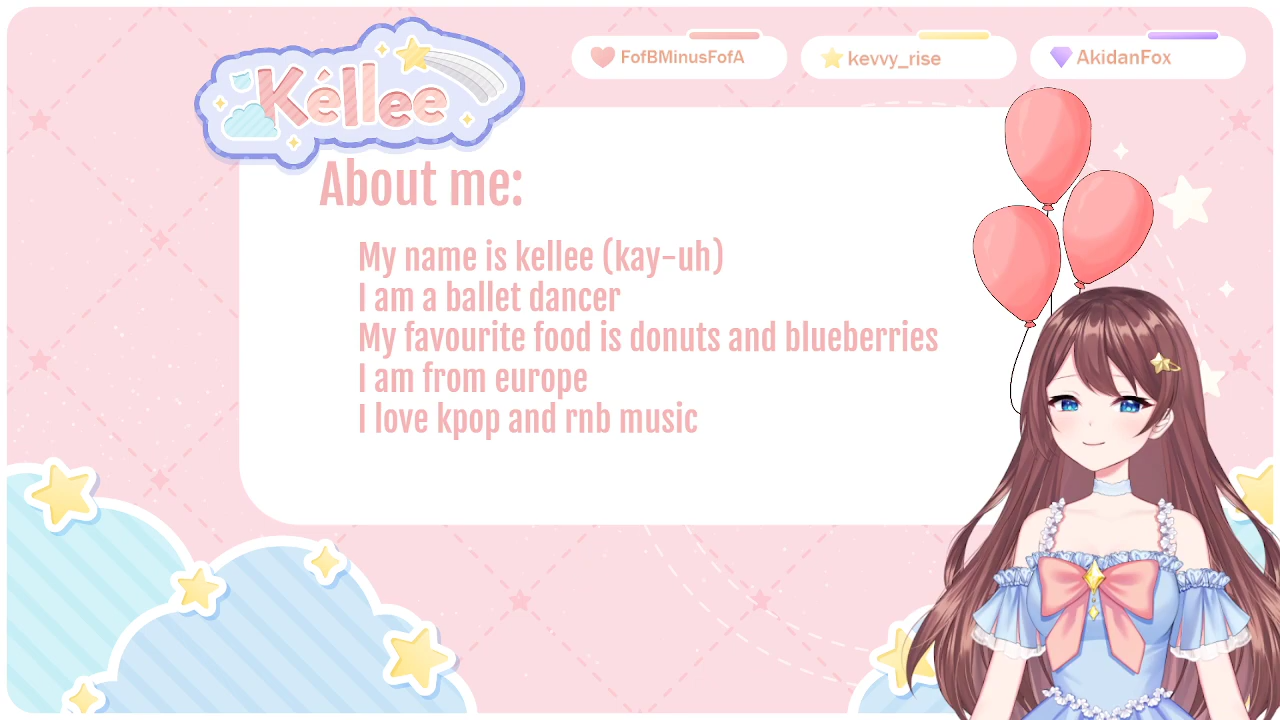 Kéllee
FofBMinusFofA
kevvy_rise
AkidanFox
About me:
My name is kellee (kay-uh)
I am a ballet dancer
My favourite food is donuts and blueberries
I am from europe
I love kpop and rnb music